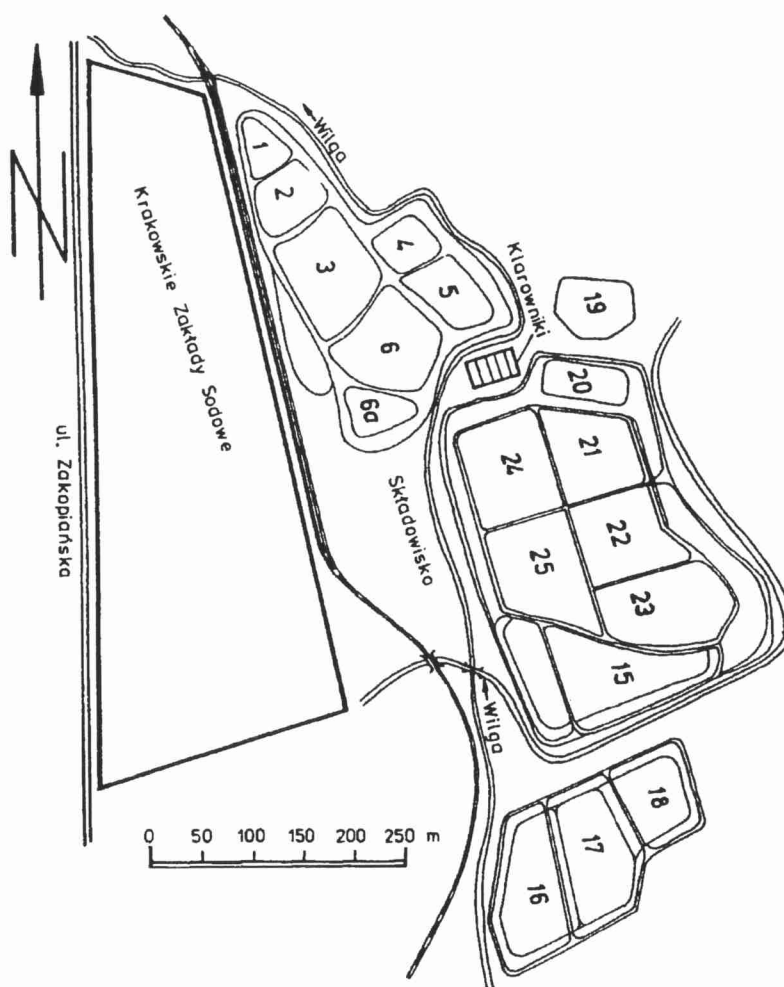 N
Wilga
1
2
3
4
5
6
6a
Klarowniki
19
20
21
22
23
24
25
15
Krakowskie Zakłady Sodowe
Składowisko
ul. Zakopiańska
Wilga
18
17
16
0 50 100 150 200 250 m